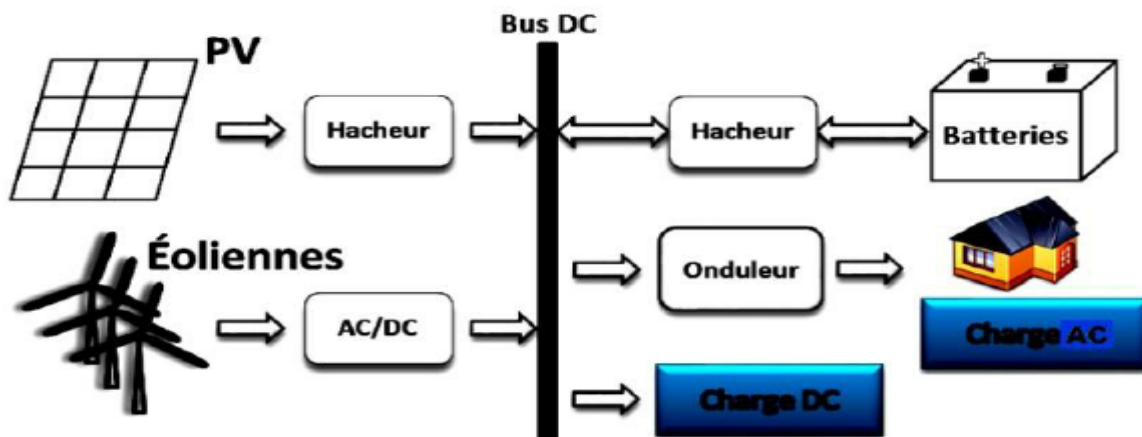 Bus DC
PV
Hacheur
Hacheur
Batteries
Éoliennes
AC/DC
Onduleur
Charge AC
Charge DC